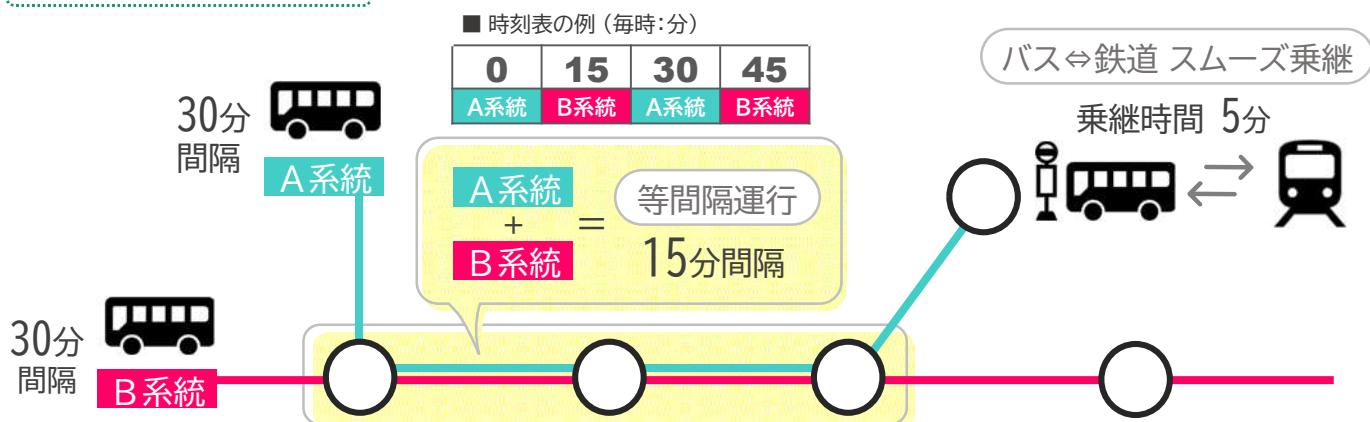 ■ 時刻表の例（毎時：分）
0 15 30 45
A系統 B系統 A系統 B系統
バス⇔鉄道 スムーズ乗継
乗継時間 5分
30分
間隔
A系統
A系統
+
B系統
=
等間隔運行
15分間隔
30分
間隔
B系統